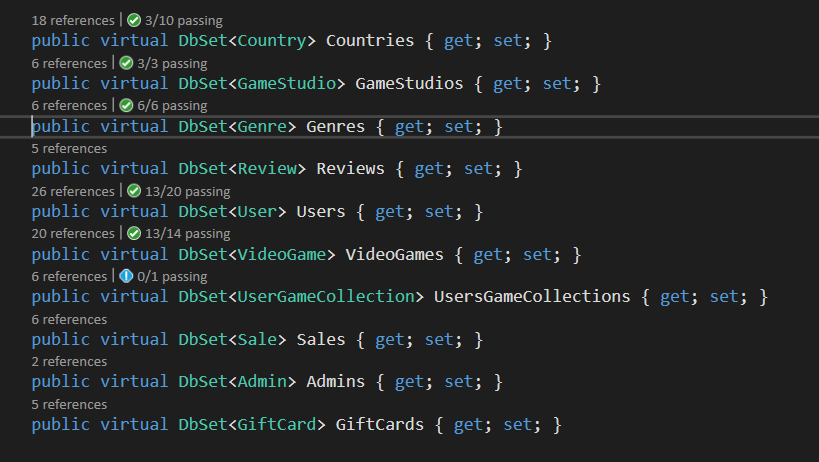 18 references | 3/10 passing
public virtual DbSet<Country> Countries { get; set; }
6 references | 3/3 passing
public virtual DbSet<GameStudio> GameStudios { get; set; }
6 references | 6/6 passing
public virtual DbSet<Genre> Genres { get; set; }
5 references
public virtual DbSet<Review> Reviews { get; set; }
26 references | 13/20 passing
public virtual DbSet<User> Users { get; set; }
20 references | 13/14 passing
public virtual DbSet<VideoGame> VideoGames { get; set; }
6 references | 0/1 passing
public virtual DbSet<UserGameCollection> UsersGameCollections { get; set; }
6 references
public virtual DbSet<Sale> Sales { get; set; }
2 references
public virtual DbSet<Admin> Admins { get; set; }
5 references
public virtual DbSet<GiftCard> GiftCards { get; set; }